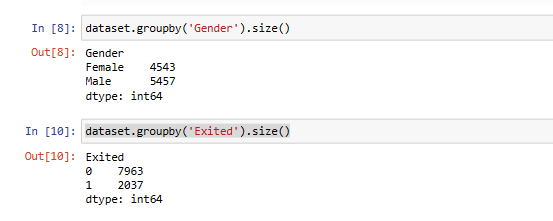 In [8]: dataset.groupby('Gender').size()
Out[8]: Gender
Female    4543
Male      5457
dtype: int64
In [10]: dataset.groupby('Exited').size()
Out[10]: Exited
0    7963
1    2037
dtype: int64